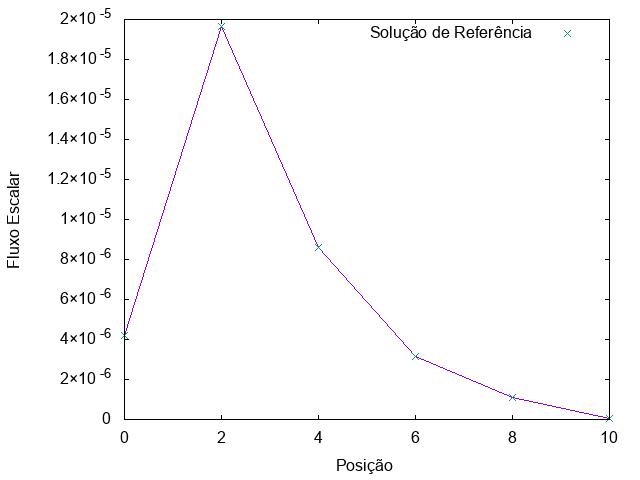 2×10 -5
1.8×10 -5
1.6×10 -5
1.4×10 -5
1.2×10 -5
1×10 -5
8×10 -6
6×10 -6
4×10 -6
2×10 -6
0
Fluxo Escalar
Solução de Referência
0 2 4 6 8 10
Posição